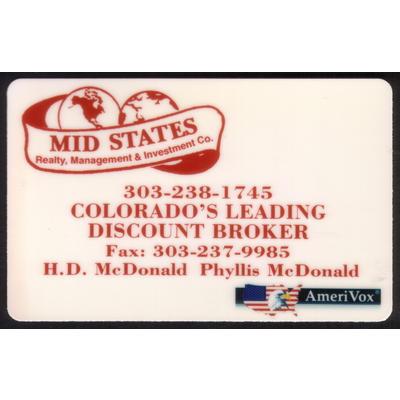 MID STATES
Realty, Management & Investment Co.
303-238-1745
COLORADO'S LEADING
DISCOUNT BROKER
Fax: 303-237-9985
H.D. McDonald Phyllis McDonald
AmeriVox®